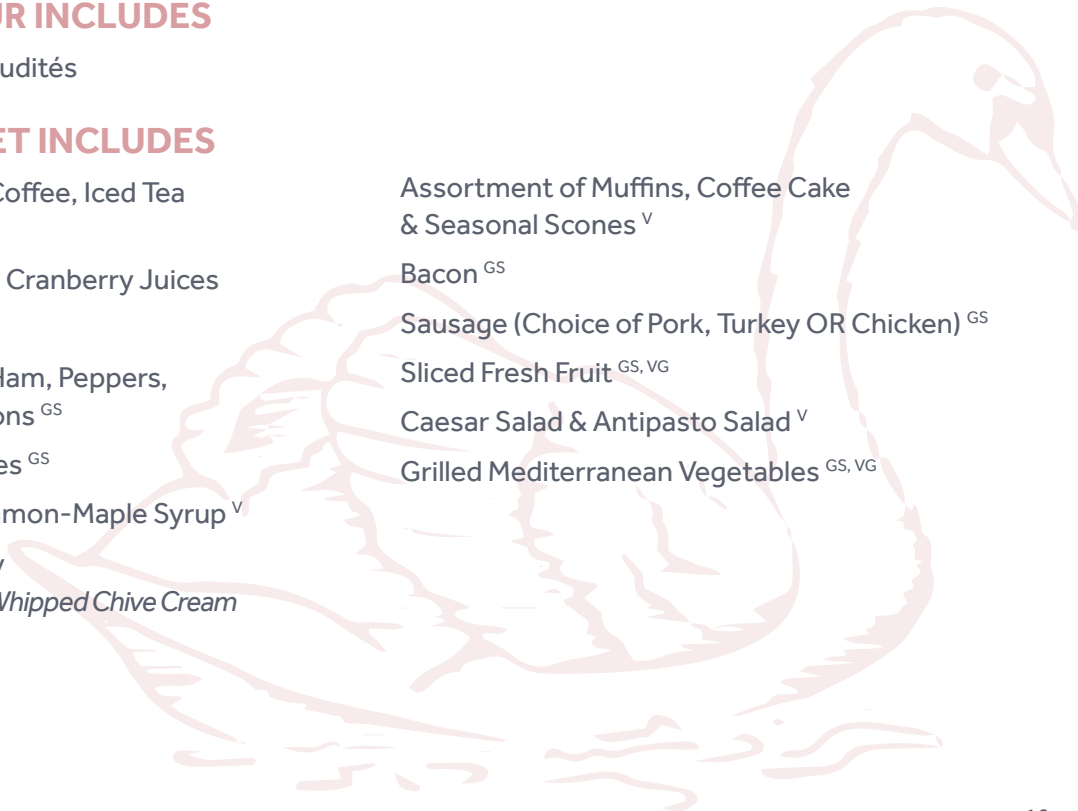 UR INCLUDES
udités
ET INCLUDES
Coffee, Iced Tea
Cranberry Juices
Ham, Peppers,
ons GS
es GS
mon-Maple Syrup V
Whipped Chive Cream
Assortment of Muffins, Coffee Cake
& Seasonal Scones V
Bacon GS
Sausage (Choice of Pork, Turkey OR Chicken) GS
Sliced Fresh Fruit GS, VG
Caesar Salad & Antipasto Salad V
Grilled Mediterranean Vegetables GS, VG